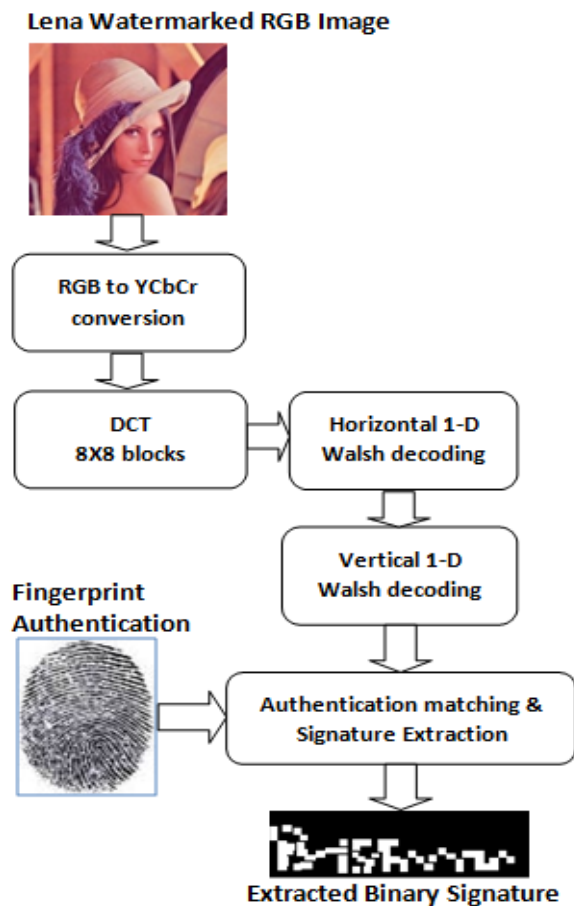 Lena Watermarked RGB Image
RGB to YCbCr
conversion
DCT
8X8 blocks
Horizontal 1-D
Walsh decoding
Vertical 1-D
Walsh decoding
Fingerprint
Authentication
Authentication matching &
Signature Extraction
Extracted Binary Signature